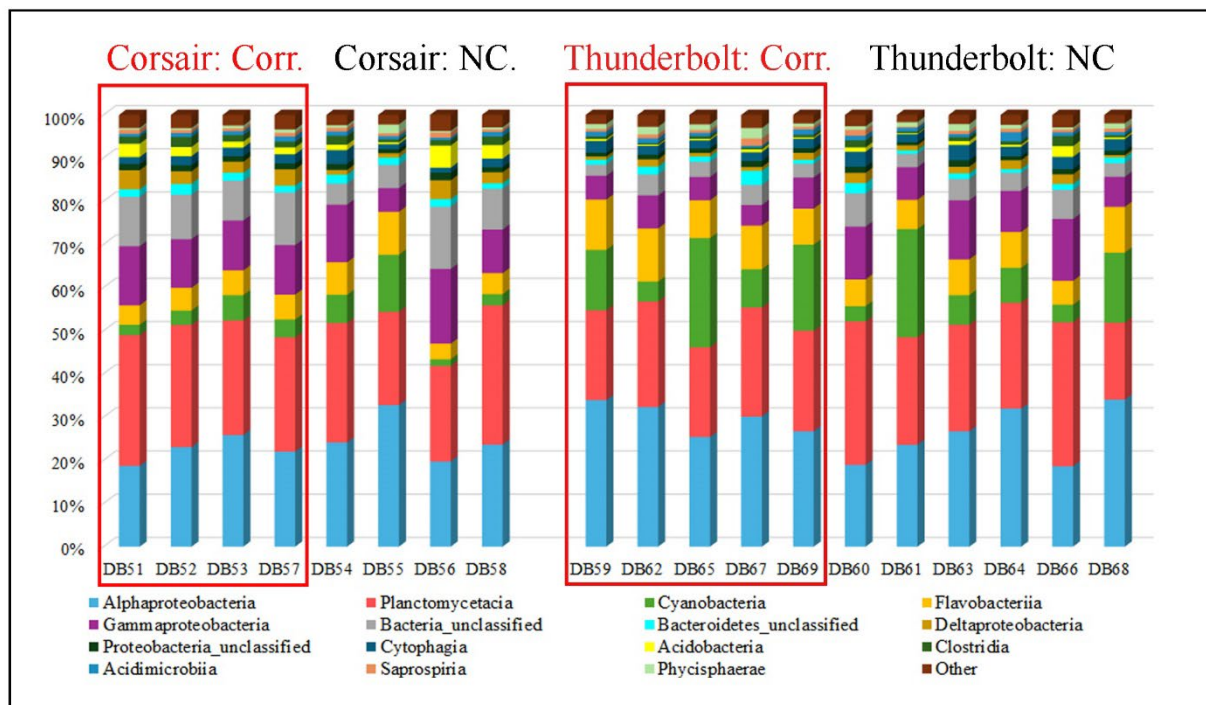 Corsair: Corr. Corsair: NC. Thunderbolt: Corr. Thunderbolt: NC
100%
90%
80%
70%
60%
50%
40%
30%
20%
10%
0%
DB51 DB52 DB53 DB57 DB54 DB55 DB56 DB58 DB59 DB62 DB65 DB67 DB69 DB60 DB61 DB63 DB64 DB66 DB68
Alphaproteobacteria Planctomycetacia Cyanobacteria Flavobacteriia
Gammaproteobacteria Bacteria_unclassified Bacteroidetes_unclassified Deltaproteobacteria
Proteobacteria_unclassified Cytophagia Acidobacteria Clostridia
Acidimicrobiia Saprospiria Phycisphaerae Other